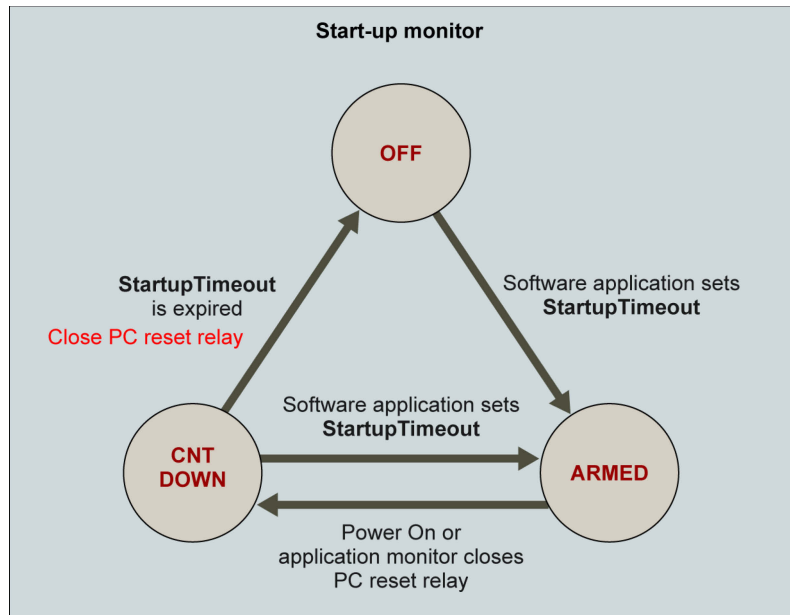 Start-up monitor
OFF
StartupTimeout
is expired
Close PC reset relay
Software application sets
StartupTimeout
Software application sets
StartupTimeout
CNT
DOWN
ARMED
Power On or
application monitor closes
PC reset relay